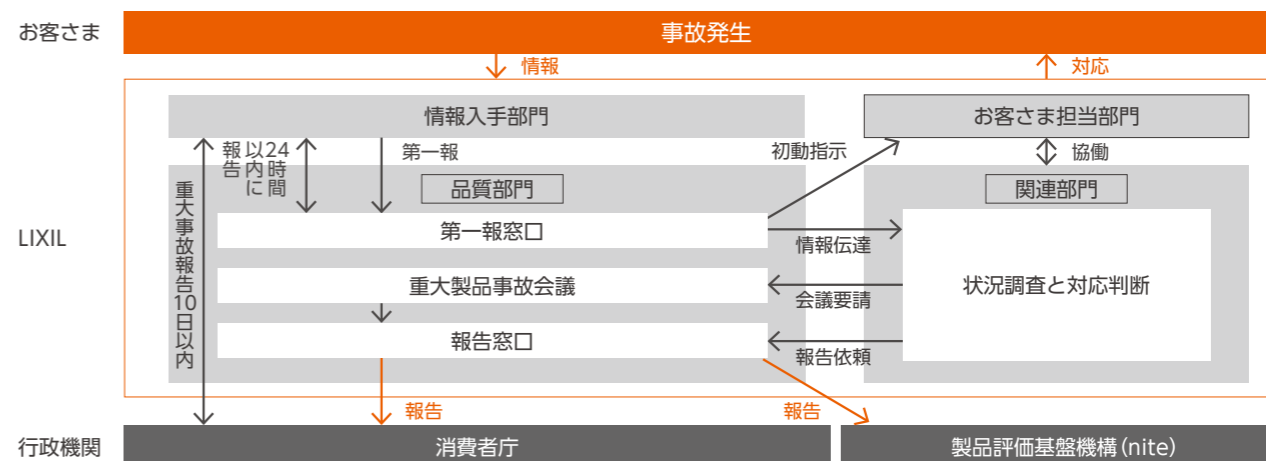 お客さま
事故発生
情報
対応
情報入手部門
お客さま担当部門
24時間
以内に
報告
第一報
初動指示
協働
重大事故報告10日以内
品質部門
関連部門
LIXIL
第一報窓口
情報伝達
重大製品事故会議
会議要請
状況調査と対応判断
報告窓口
報告依頼
報告
報告
行政機関
消費者庁
製品評価基盤機構(nite)